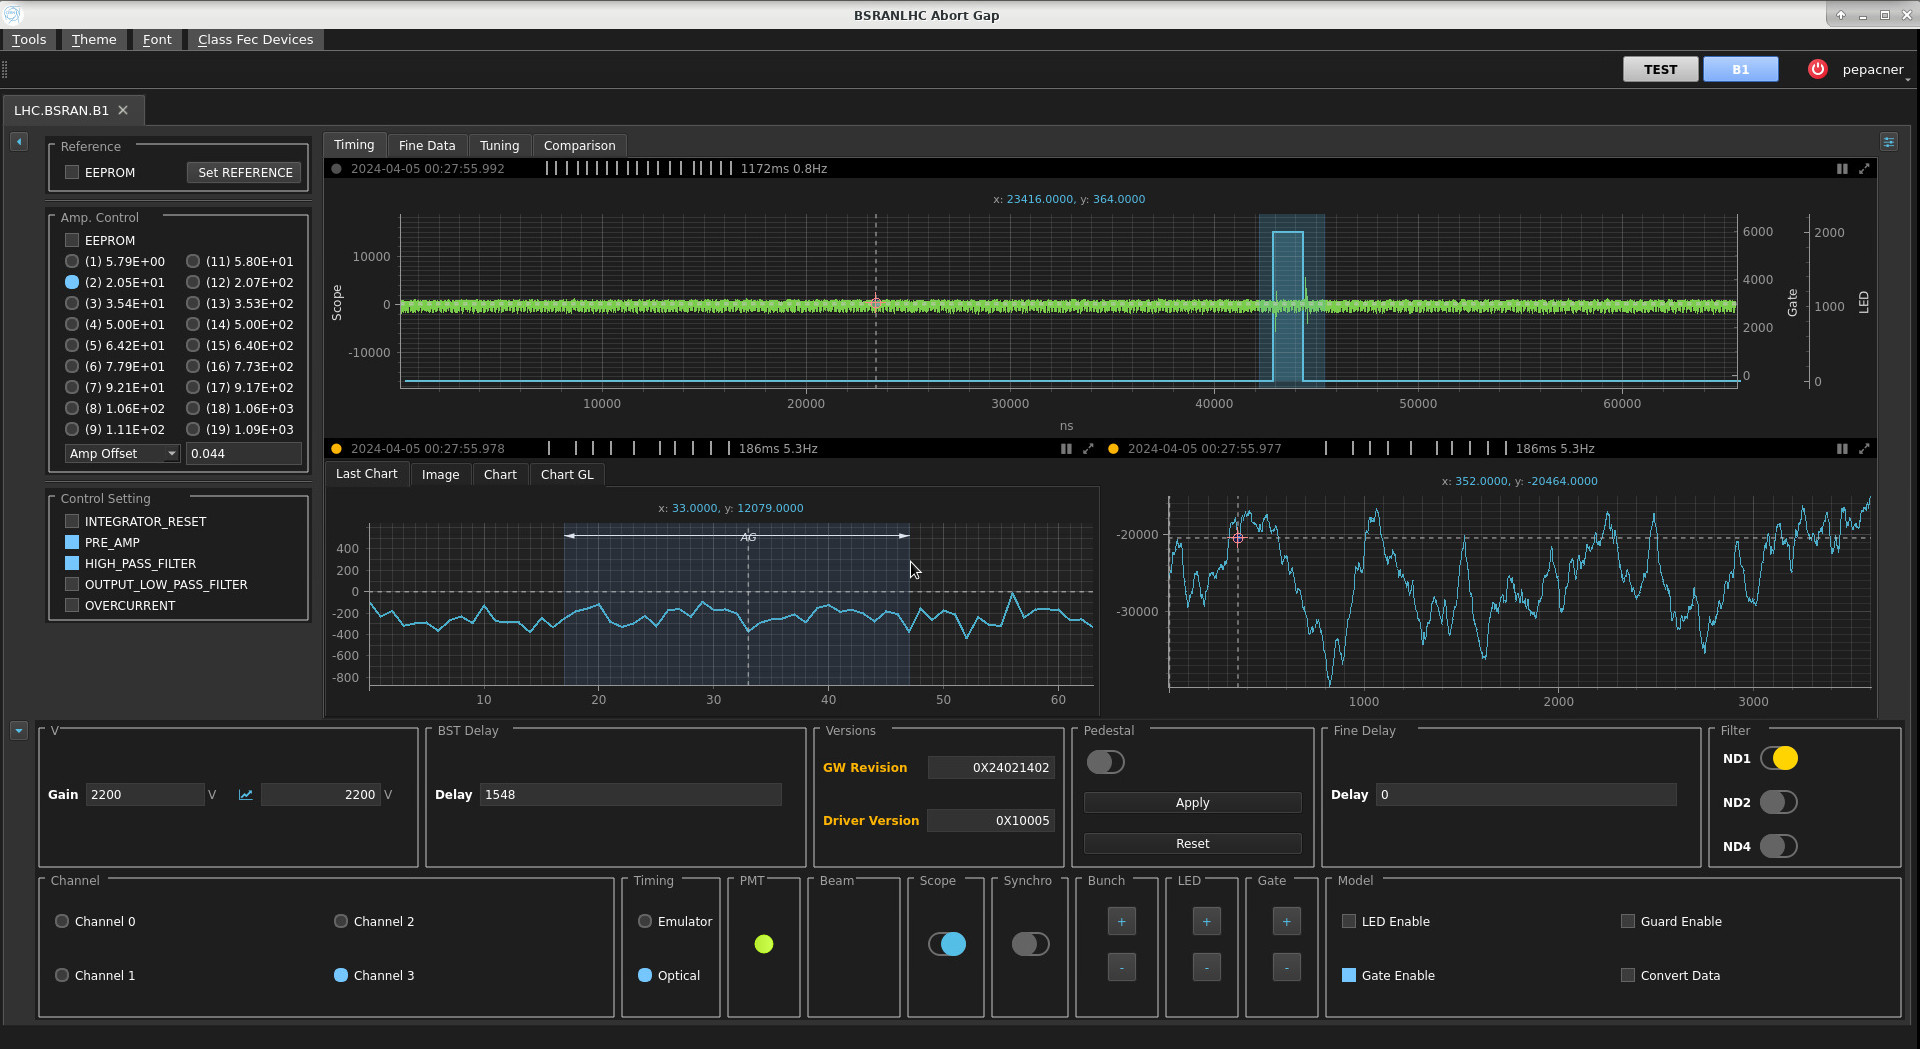 BSRANLHC Abort Gap
Tools Theme Font Class Fec Devices
TEST B1 pepacner
LHC.BSRAN.B1
Reference
EEPROM Set REFERENCE
Amp. Control
EEPROM
(1) 5.79E+00 (11) 5.80E+01
(2) 2.05E+01 (12) 2.07E+02
(3) 3.54E+01 (13) 3.53E+02
(4) 5.00E+01 (14) 5.00E+02
(5) 6.42E+01 (15) 6.40E+02
(6) 7.79E+01 (16) 7.73E+02
(7) 9.21E+01 (17) 9.17E+02
(8) 1.06E+02 (18) 1.06E+03
(9) 1.11E+02 (19) 1.09E+03
Amp Offset 0.044
Control Setting
INTEGRATOR_RESET
PRE_AMP
HIGH_PASS_FILTER
OUTPUT_LOW_PASS_FILTER
OVERCURRENT
Timing Fine Data Tuning Comparison
2024-04-05 00:27:55.992 1172ms 0.8Hz
x: 23416.0000, y: 364.0000
Scope
10000
0
-10000
6000
4000
2000
0
Gate
2000
1000
0
LED
10000 20000 30000 40000 50000 60000
ns
2024-04-05 00:27:55.978 186ms 5.3Hz
Last Chart Image Chart Chart GL
x: 33.0000, y: 12079.0000
AG
400
200
0
-200
-400
-600
-800
10 20 30 40 50 60
2024-04-05 00:27:55.977 186ms 5.3Hz
x: 352.0000, y: -20464.0000
-20000
-30000
1000 2000 3000
V
Gain 2200 V 2200 V
BST Delay
Delay 1548
Versions
GW Revision 0X24021402
Driver Version 0X10005
Pedestal
Apply
Reset
Fine Delay
Delay 0
Filter
ND1
ND2
ND4
Channel
Channel 0 Channel 2
Channel 1 Channel 3
Timing
Emulator
Optical
PMT
Beam
Scope
Synchro
Bunch
+
-
LED
+
-
Gate
+
-
Model
LED Enable Guard Enable
Gate Enable Convert Data